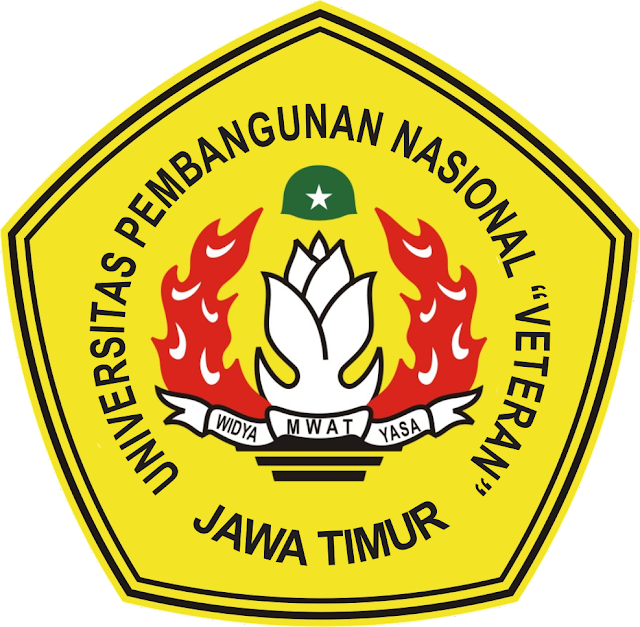 UNIVERSITAS PEMBANGUNAN NASIONAL “VETERAN”
WIDYA MWAT YASA
JAWA TIMUR